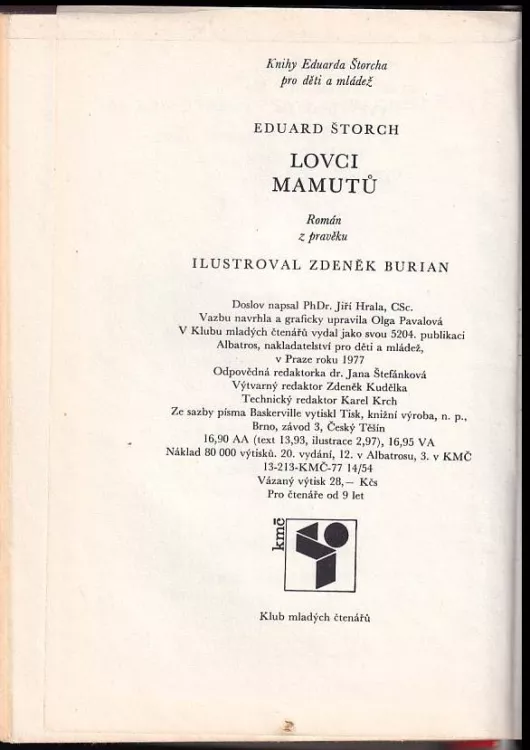 Knihy Eduarda Štorcha
pro děti a mládež
EDUARD ŠTORCH
LOVCI
MAMUTŮ
Román
z pravěku
ILUSTROVAL ZDENĚK BURIAN
Doslov napsal PhDr. Jiří Hrala, CSc.
Vazbu navrhla a graficky upravila Olga Pavalová
V Klubu mladých čtenářů vydal jako svou 5204. publikaci
Albatros, nakladatelství pro děti a mládež,
v Praze roku 1977
Odpovědná redaktorka dr. Jana Štefánková
Výtvarný redaktor Zdeněk Kudělka
Technický redaktor Karel Krch
Ze sazby písma Baskerville vytiskl Tisk, knižní výroba, n. p.,
Brno, závod 3, Český Těšín
16,90 AA (text 13,93, ilustrace 2,97), 16,95 VA
Náklad 80 000 výtisků. 20. vydání, 12. v Albatrosu, 3. v KMČ
13-213-KMČ-77 14/54
Vázaný výtisk 28,— Kčs
Pro čtenáře od 9 let
kmč
Klub mladých čtenářů